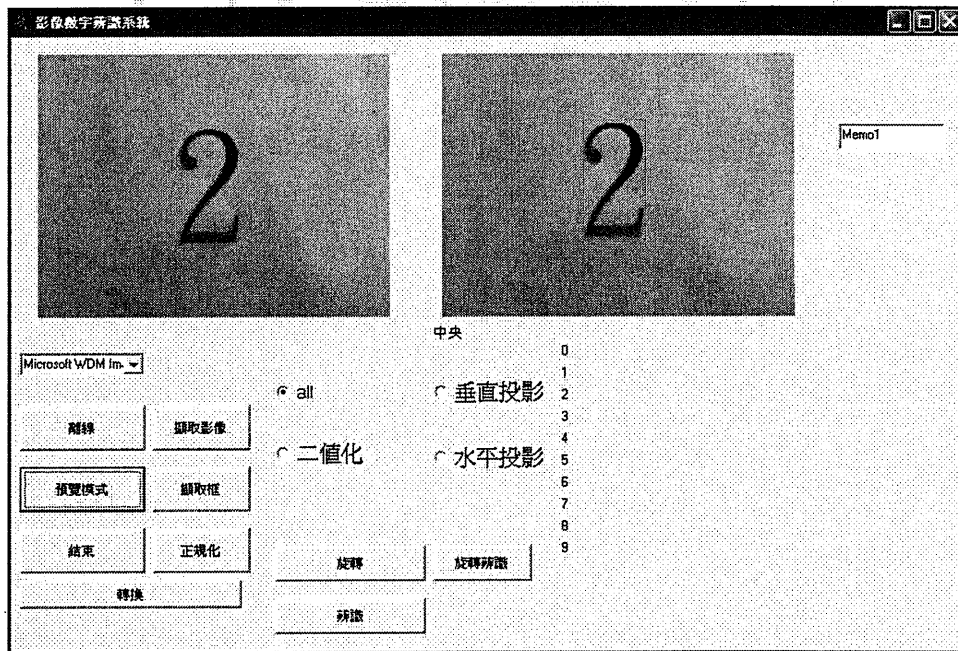 影像數字辨識系統
2
2
Memo1
中央
Microsoft WDM Im
0
1
2
3
4
5
6
7
8
9
all
垂直投影
二值化
水平投影
離線
擷取影像
預覽模式
擷取框
結束
正規化
轉換
旋轉
旋轉辨識
辨識